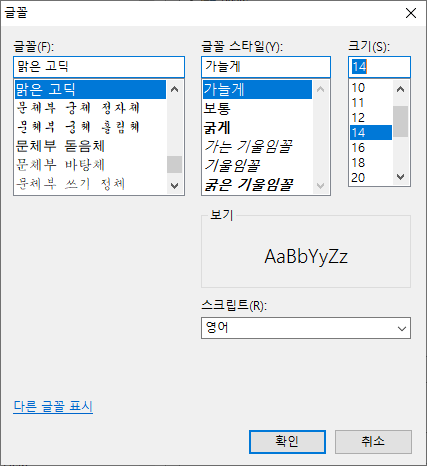 글꼴
글꼴(F):
맑은 고딕
맑은 고딕
문체부 궁체 정자체
문체부 궁체 흘림체
문체부 돋음체
문체부 바탕체
문체부 쓰기 정체
글꼴 스타일(Y):
가늘게
가늘게
보통
굵게
가는 기울임꼴
기울임꼴
굵은 기울임꼴
크기(S):
14
10
11
12
14
16
18
20
보기
AaBbYyZz
스크립트(R):
영어
다른 글꼴 표시
확인
취소